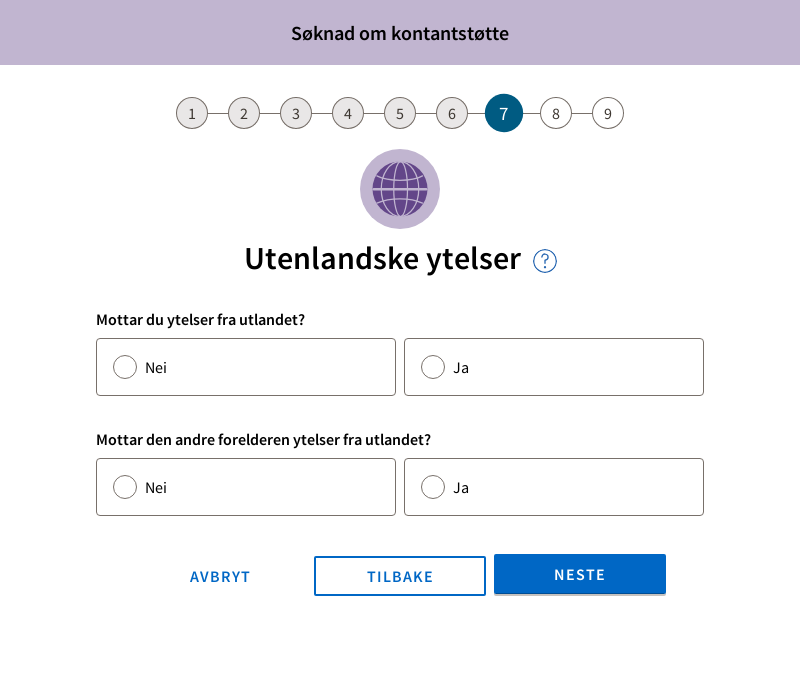 Søknad om kontantstøtte
1 2 3 4 5 6 7 8 9
Utenlandske ytelser ?
Mottar du ytelser fra utlandet?
Nei Ja
Mottar den andre forelderen ytelser fra utlandet?
Nei Ja
AVBRYT TILBAKE NESTE